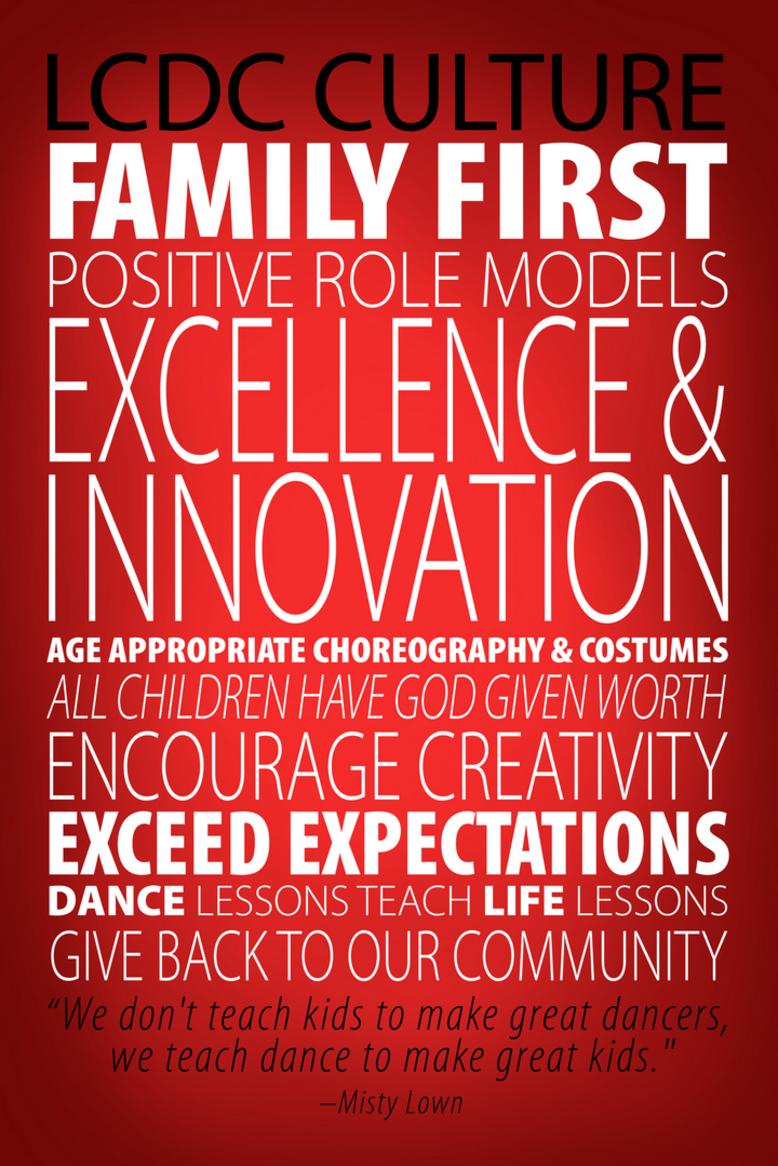 LCDC CULTURE
FAMILY FIRST
POSITIVE ROLE MODELS
EXCELLENCE &
INNOVATION
AGE APPROPRIATE CHOREOGRAPHY & COSTUMES
ALL CHILDREN HAVE GOD GIVEN WORTH
ENCOURAGE CREATIVITY
EXCEED EXPECTATIONS
DANCE LESSONS TEACH LIFE LESSONS
GIVE BACK TO OUR COMMUNITY
“We don't teach kids to make great dancers,
we teach dance to make great kids."
–Misty Lown